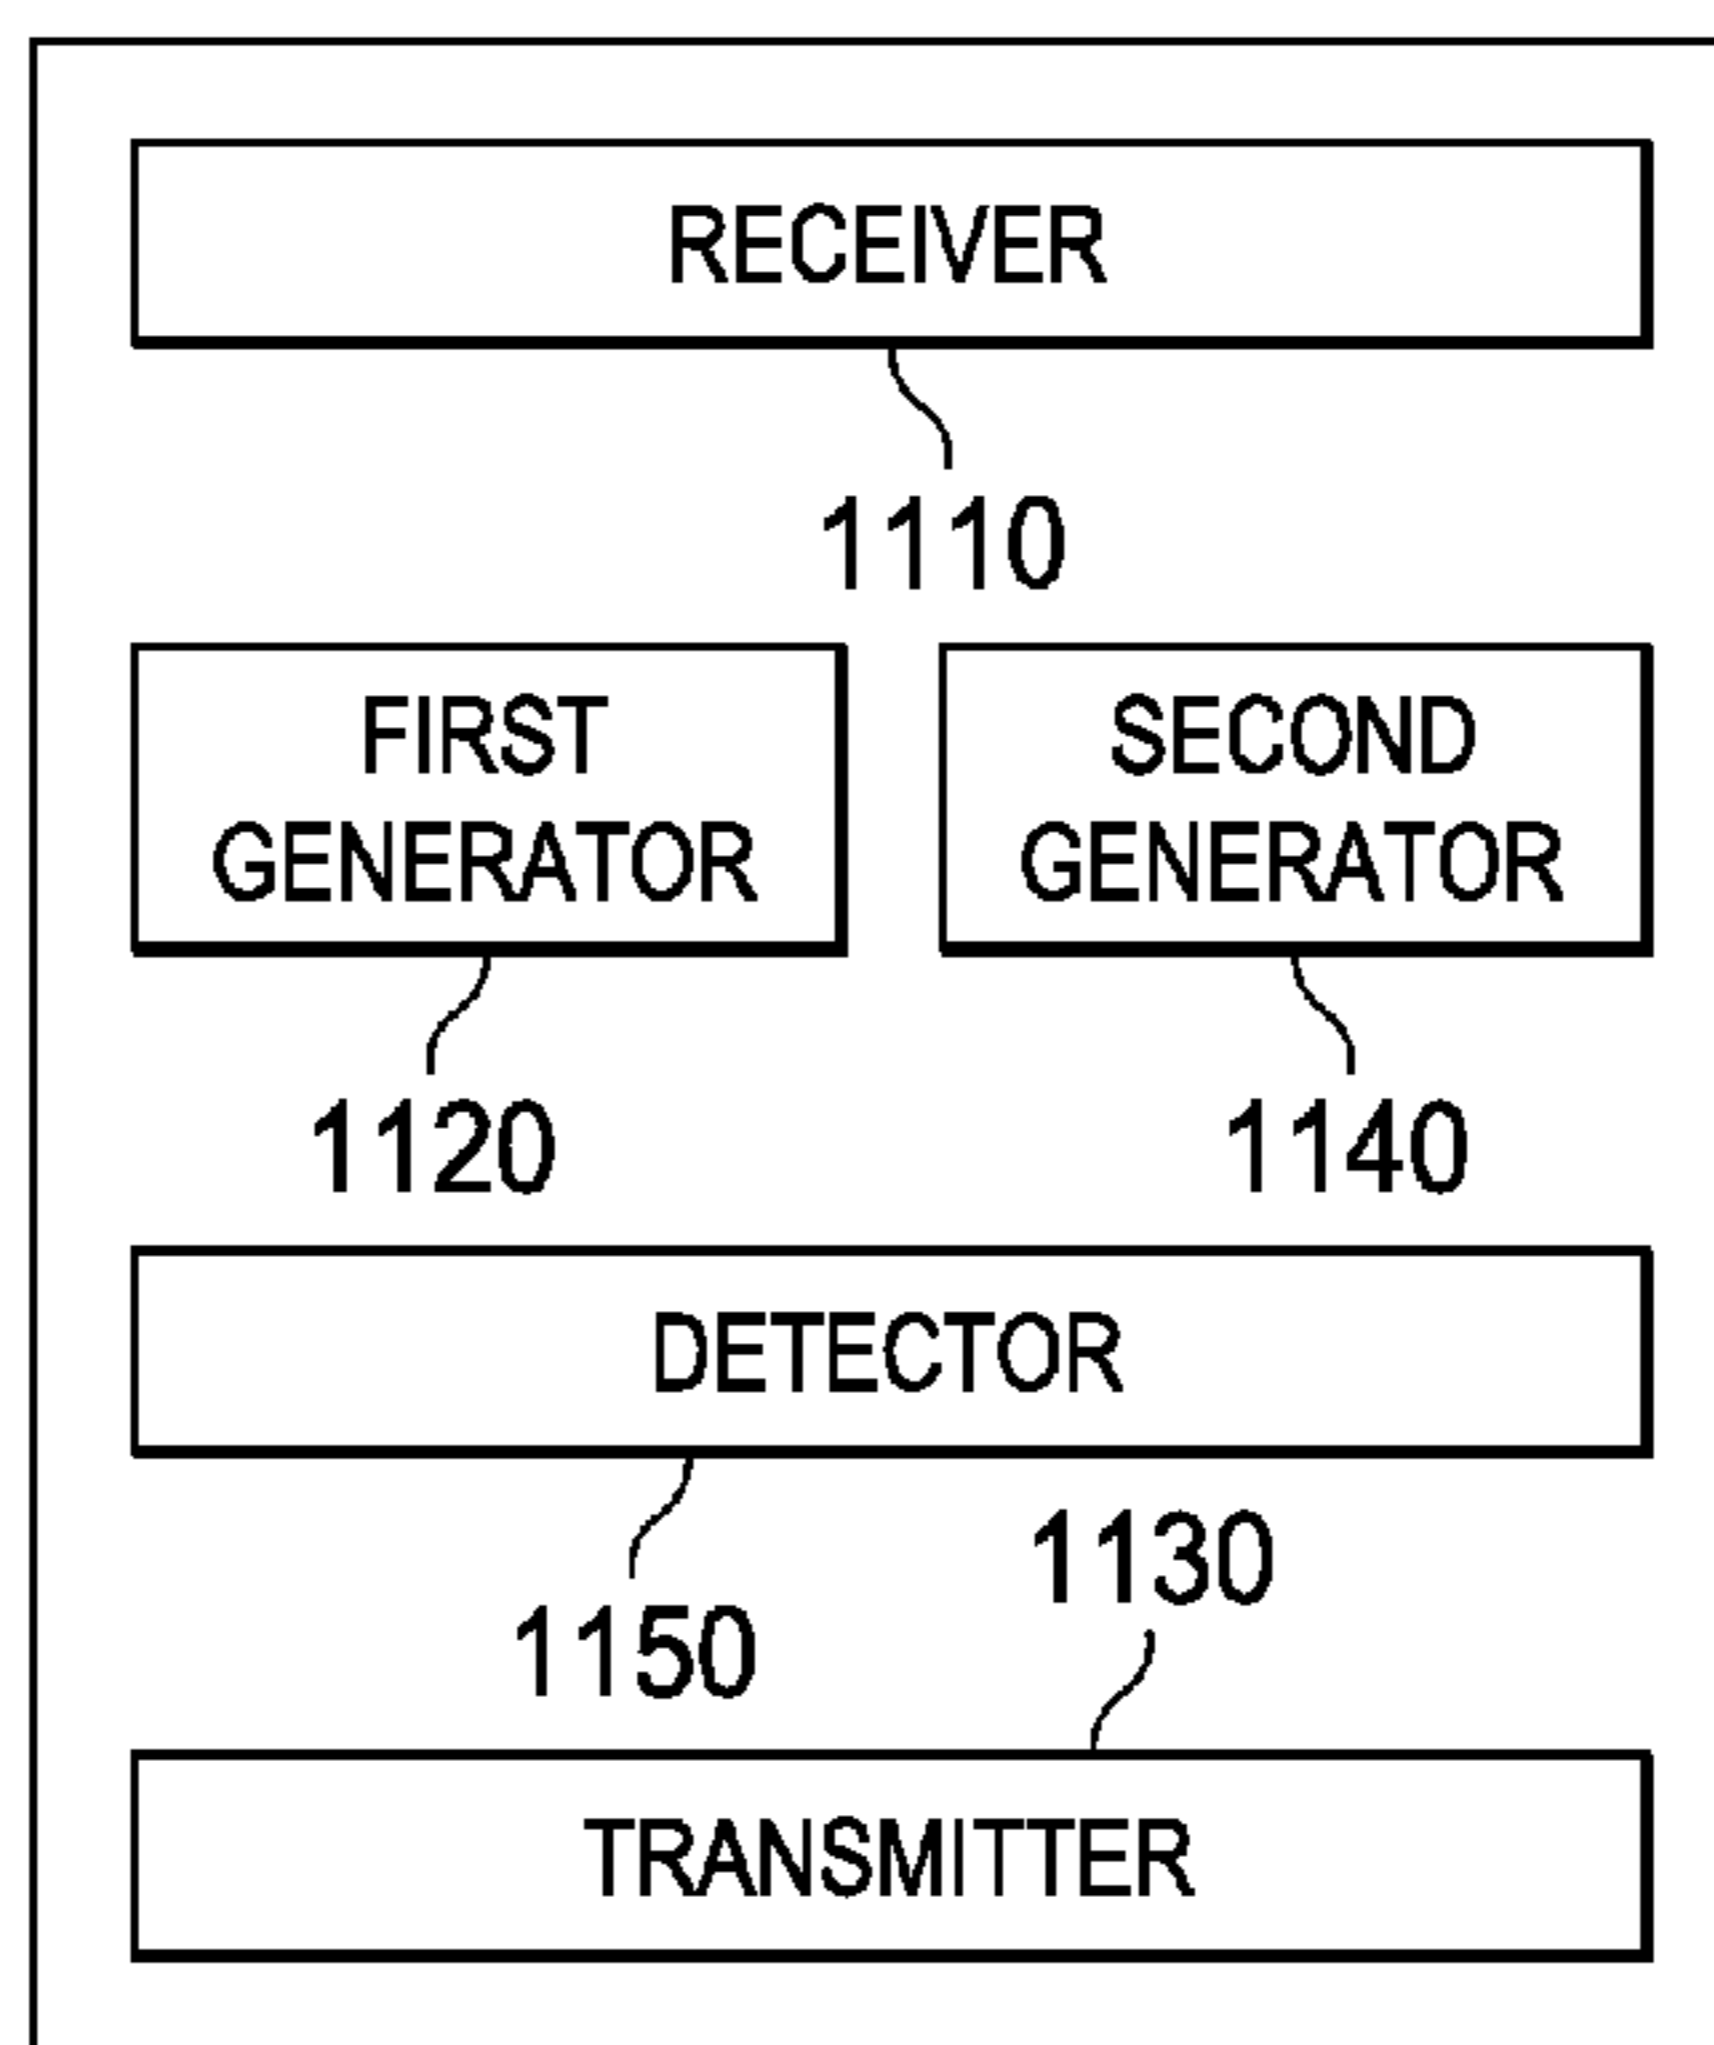 RECEIVER
1110
FIRST
GENERATOR
SECOND
GENERATOR
1120
1140
DETECTOR
1150
1130
TRANSMITTER